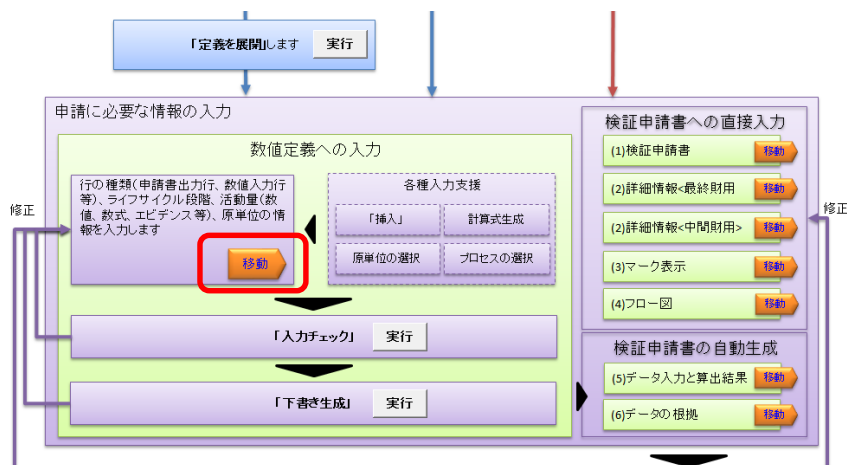 「定義を展開」します
実行
申請に必要な情報の入力
数値定義への入力
行の種類(申請書出力行、数値入力行
等)、ライフサイクル段階、活動量(数
値、数式、エビデンス等)、原単位の情
報を入力します
移動
各種入力支援
「挿入」
計算式生成
原単位の選択
プロセスの選択
「入力チェック」
実行
「下書き生成」
実行
修正
検証申請書への直接入力
(1)検証申請書
移動
(2)詳細情報<最終財用
移動
(2)詳細情報<中間財用>
移動
(3)マーク表示
移動
(4)フロー図
移動
検証申請書の自動生成
(5)データ入力と算出結果
移動
(6)データの根拠
移動
修正